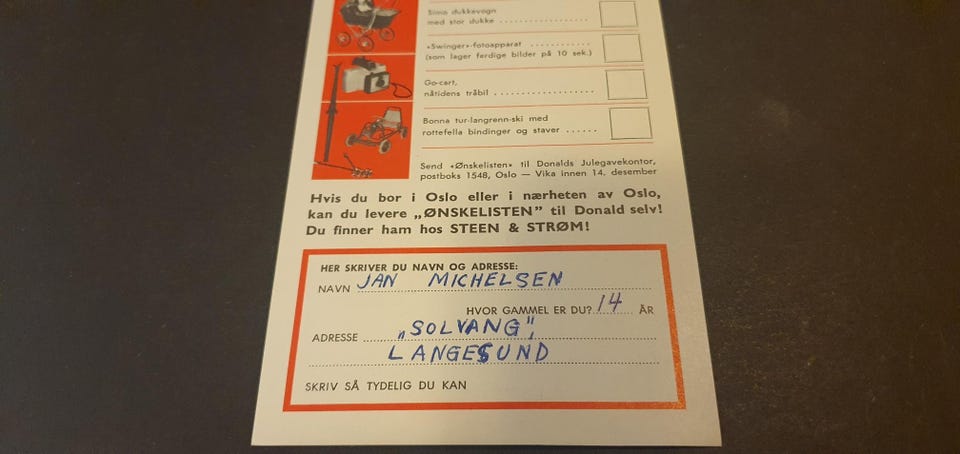 Sima dukkevogn
med stor dukke ..............
«Swinger»-fotoapparat ............
(som lager ferdige bilder på 10 sek.)
Go-cart,
nåtidens tråbil ..................
Bonna tur-langrenn-ski med
rottefella bindinger og staver ......
Send «Ønskelisten» til Donalds Julegavekontor,
postboks 1548, Oslo — Vika innen 14. desember
Hvis du bor i Oslo eller i nærheten av Oslo,
kan du levere „ØNSKELISTEN” til Donald selv!
Du finner ham hos STEEN & STRØM!
HER SKRIVER DU NAVN OG ADRESSE:
NAVN JAN MICHELSEN
HVOR GAMMEL ER DU? 14 ÅR
ADRESSE „SOLVANG”,
LANGESUND
SKRIV SÅ TYDELIG DU KAN